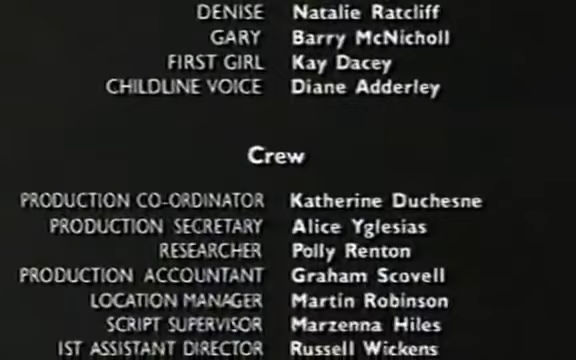 DENISE Natalie Ratcliff
GARY Barry McNicholl
FIRST GIRL Kay Dacey
CHILDLINE VOICE Diane Adderley
Crew
PRODUCTION CO-ORDINATOR Katherine Duchesne
PRODUCTION SECRETARY Alice Yglesias
RESEARCHER Polly Renton
PRODUCTION ACCOUNTANT Graham Scovell
LOCATION MANAGER Martin Robinson
SCRIPT SUPERVISOR Marzenna Hiles
1ST ASSISTANT DIRECTOR Russell Wickens